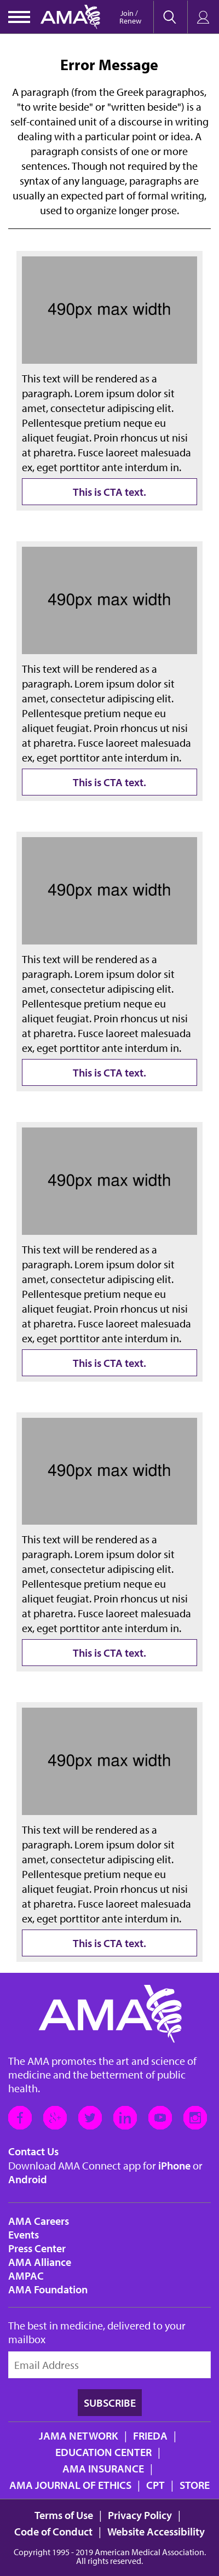 AMA
Join /
Renew
Error Message
A paragraph (from the Greek paragraphos,
"to write beside" or "written beside") is a
self-contained unit of a discourse in writing
dealing with a particular point or idea. A
paragraph consists of one or more
sentences. Though not required by the
syntax of any language, paragraphs are
usually an expected part of formal writing,
used to organize longer prose.
490px max width
This text will be rendered as a
paragraph. Lorem ipsum dolor sit
amet, consectetur adipiscing elit.
Pellentesque pretium neque eu
aliquet feugiat. Proin rhoncus ut nisi
at pharetra. Fusce laoreet malesuada
ex, eget porttitor ante interdum in.
This is CTA text.
490px max width
This text will be rendered as a
paragraph. Lorem ipsum dolor sit
amet, consectetur adipiscing elit.
Pellentesque pretium neque eu
aliquet feugiat. Proin rhoncus ut nisi
at pharetra. Fusce laoreet malesuada
ex, eget porttitor ante interdum in.
This is CTA text.
490px max width
This text will be rendered as a
paragraph. Lorem ipsum dolor sit
amet, consectetur adipiscing elit.
Pellentesque pretium neque eu
aliquet feugiat. Proin rhoncus ut nisi
at pharetra. Fusce laoreet malesuada
ex, eget porttitor ante interdum in.
This is CTA text.
490px max width
This text will be rendered as a
paragraph. Lorem ipsum dolor sit
amet, consectetur adipiscing elit.
Pellentesque pretium neque eu
aliquet feugiat. Proin rhoncus ut nisi
at pharetra. Fusce laoreet malesuada
ex, eget porttitor ante interdum in.
This is CTA text.
490px max width
This text will be rendered as a
paragraph. Lorem ipsum dolor sit
amet, consectetur adipiscing elit.
Pellentesque pretium neque eu
aliquet feugiat. Proin rhoncus ut nisi
at pharetra. Fusce laoreet malesuada
ex, eget porttitor ante interdum in.
This is CTA text.
490px max width
This text will be rendered as a
paragraph. Lorem ipsum dolor sit
amet, consectetur adipiscing elit.
Pellentesque pretium neque eu
aliquet feugiat. Proin rhoncus ut nisi
at pharetra. Fusce laoreet malesuada
ex, eget porttitor ante interdum in.
This is CTA text.
AMA
The AMA promotes the art and science of
medicine and the betterment of public
health.
Contact Us
Download AMA Connect app for iPhone or
Android
AMA Careers
Events
Press Center
AMA Alliance
AMPAC
AMA Foundation
The best in medicine, delivered to your
mailbox
Email Address
SUBSCRIBE
JAMA NETWORK | FRIEDA |
EDUCATION CENTER |
AMA INSURANCE |
AMA JOURNAL OF ETHICS | CPT | STORE
Terms of Use | Privacy Policy |
Code of Conduct | Website Accessibility
Copyright 1995 - 2019 American Medical Association.
All rights reserved.